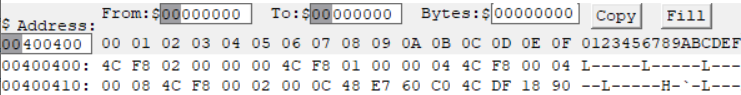 From:$00000000 To:$00000000 Bytes:$00000000 Copy Fill
$ Address:
00400400 00 01 02 03 04 05 06 07 08 09 0A 0B 0C 0D 0E 0F 0123456789ABCDEF
00400400: 4C F8 02 00 00 00 4C F8 01 00 00 04 4C F8 00 04 L-----L-----L---
00400410: 00 08 4C F8 00 02 00 0C 48 E7 60 C0 4C DF 18 90 --L-----H-`-L---